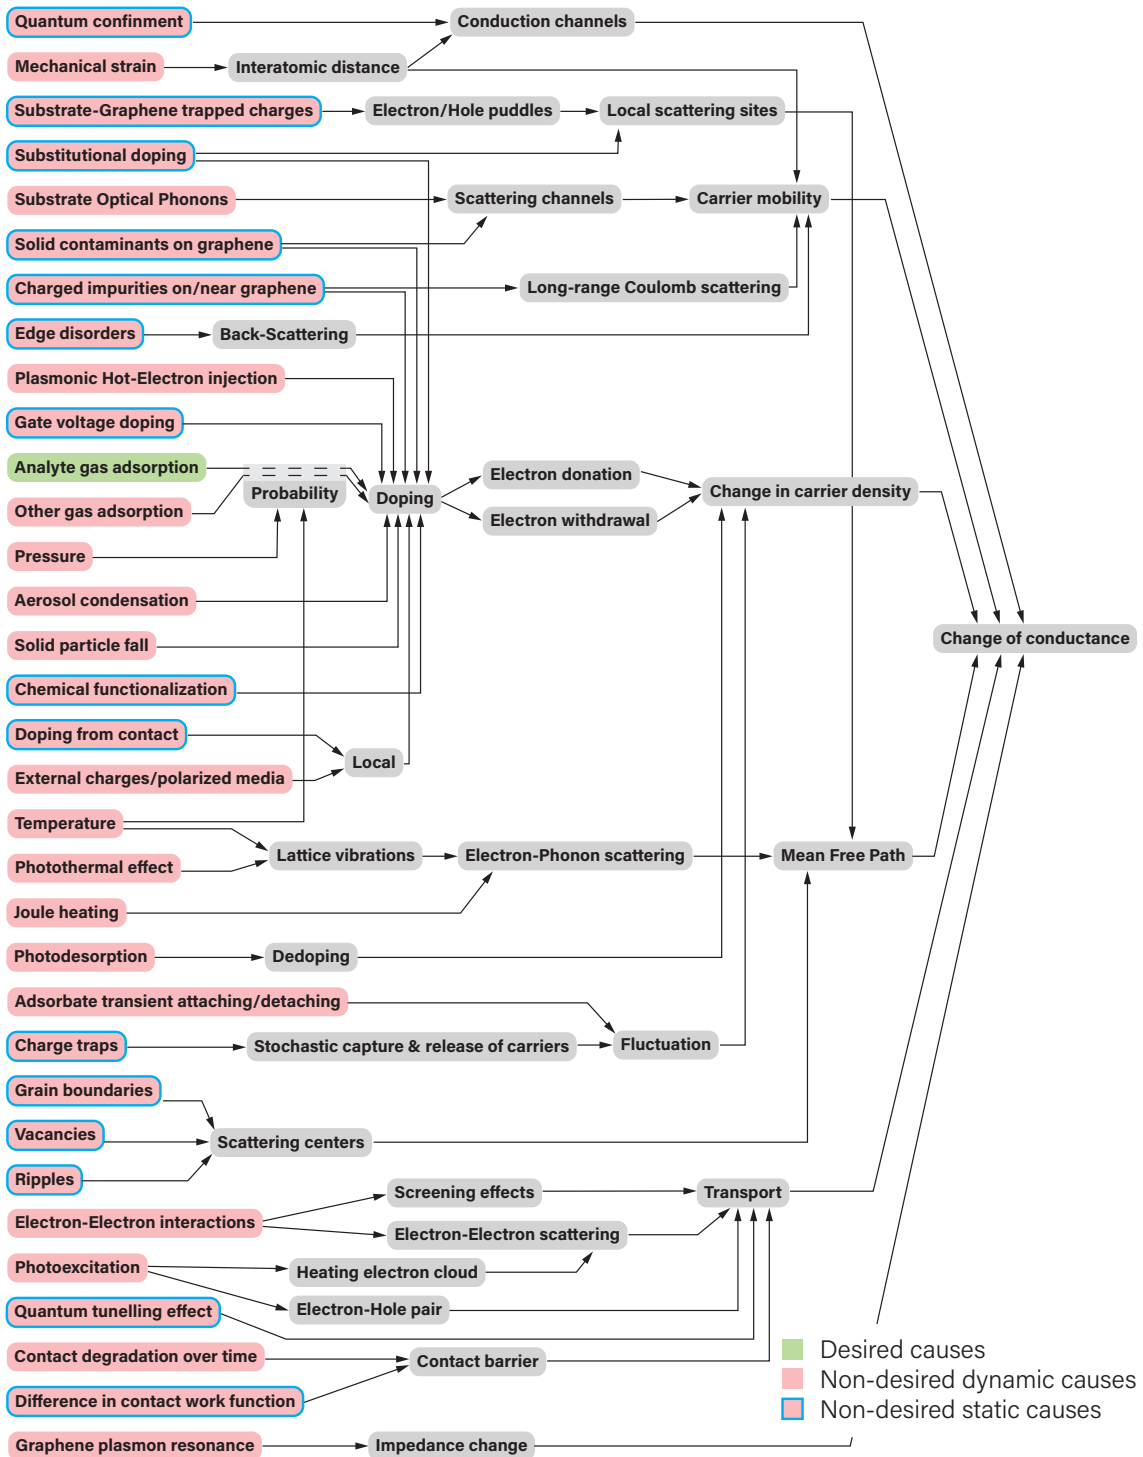 Quantum confinment
Conduction channels
Mechanical strain
Interatomic distance
Substrate-Graphene trapped charges
Electron/Hole puddles
Local scattering sites
Substitutional doping
Substrate Optical Phonons
Scattering channels
Carrier mobility
Solid contaminants on graphene
Charged impurities on/near graphene
Long-range Coulomb scattering
Edge disorders
Back-Scattering
Plasmonic Hot-Electron injection
Gate voltage doping
Analyte gas adsorption
Electron donation
Probability
Doping
Change in carrier density
Other gas adsorption
Electron withdrawal
Pressure
Aerosol condensation
Solid particle fall
Change of conductance
Chemical functionalization
Doping from contact
Local
External charges/polarized media
Temperature
Lattice vibrations
Electron-Phonon scattering
Mean Free Path
Photothermal effect
Joule heating
Photodesorption
Dedoping
Adsorbate transient attaching/detaching
Charge traps
Stochastic capture & release of carriers
Fluctuation
Grain boundaries
Vacancies
Scattering centers
Ripples
Screening effects
Transport
Electron-Electron interactions
Electron-Electron scattering
Photoexcitation
Heating electron cloud
Quantum tunelling effect
Electron-Hole pair
Contact degradation over time
Contact barrier
Difference in contact work function
Graphene plasmon resonance
Impedance change
Desired causes
Non-desired dynamic causes
Non-desired static causes